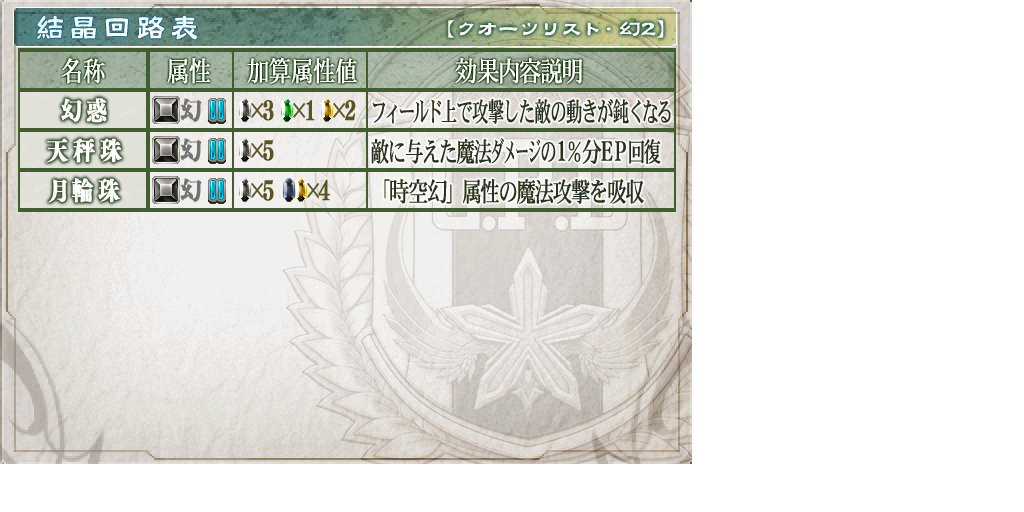 結晶回路表
【クオーツリスト・幻2】
名称 属性 加算属性値 効果内容説明
幻惑 幻 ×3 ×1 ×2 フィールド上で攻撃した敵の動きが鈍くなる
天秤珠 幻 ×5 敵に与えた魔法ダメージの1%分EP回復
月輪珠 幻 ×5 ×4 「時空幻」属性の魔法攻撃を吸収